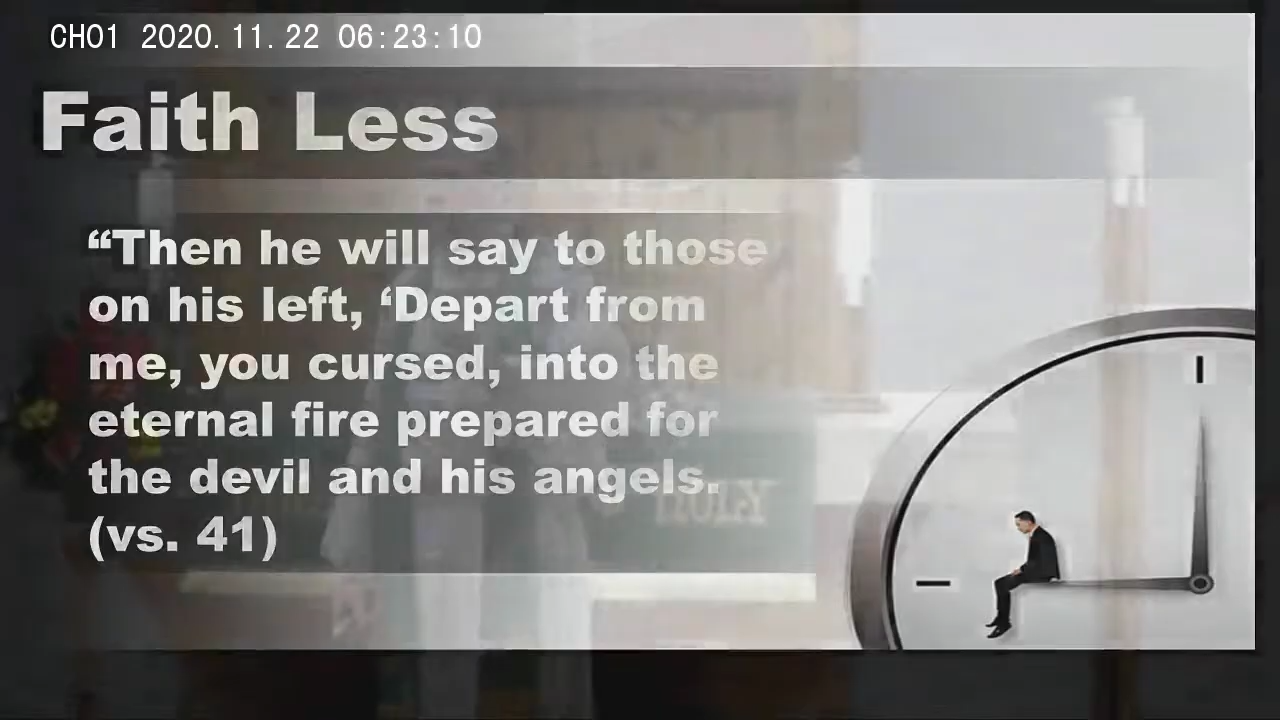 CH01 2020.11.22 06:23:10
Faith Less
“Then he will say to those
on his left, ‘Depart from
me, you cursed, into the
eternal fire prepared for
the devil and his angels.
(vs. 41)
HOLY